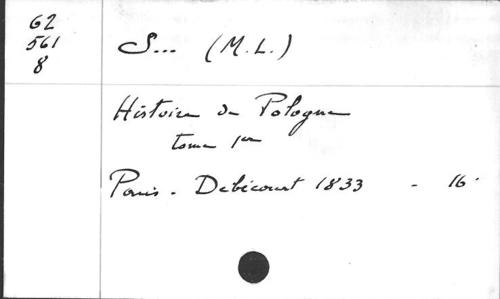 62
561
8
S... (M.L.)
Histoire de Pologne
tome 1er
Paris - Debécourt 1833 - 16°